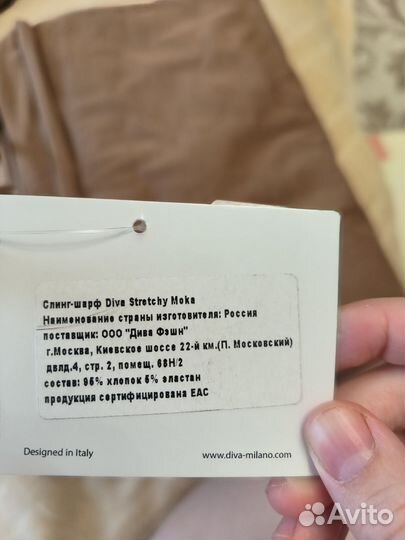 Слинг-шарф Diva Stretchy Moka
Наименование страны изготовителя: Россия
поставщик: ООО "Дива Фэшн"
г.Москва, Киевское шоссе 22-й км.(П. Московский)
двлд.4, стр. 2, помещ. 68Н/2
состав: 95% хлопок 5% эластан
продукция сертифицирована ЕАС
Designed in Italy
www.diva-milano.com
Avito